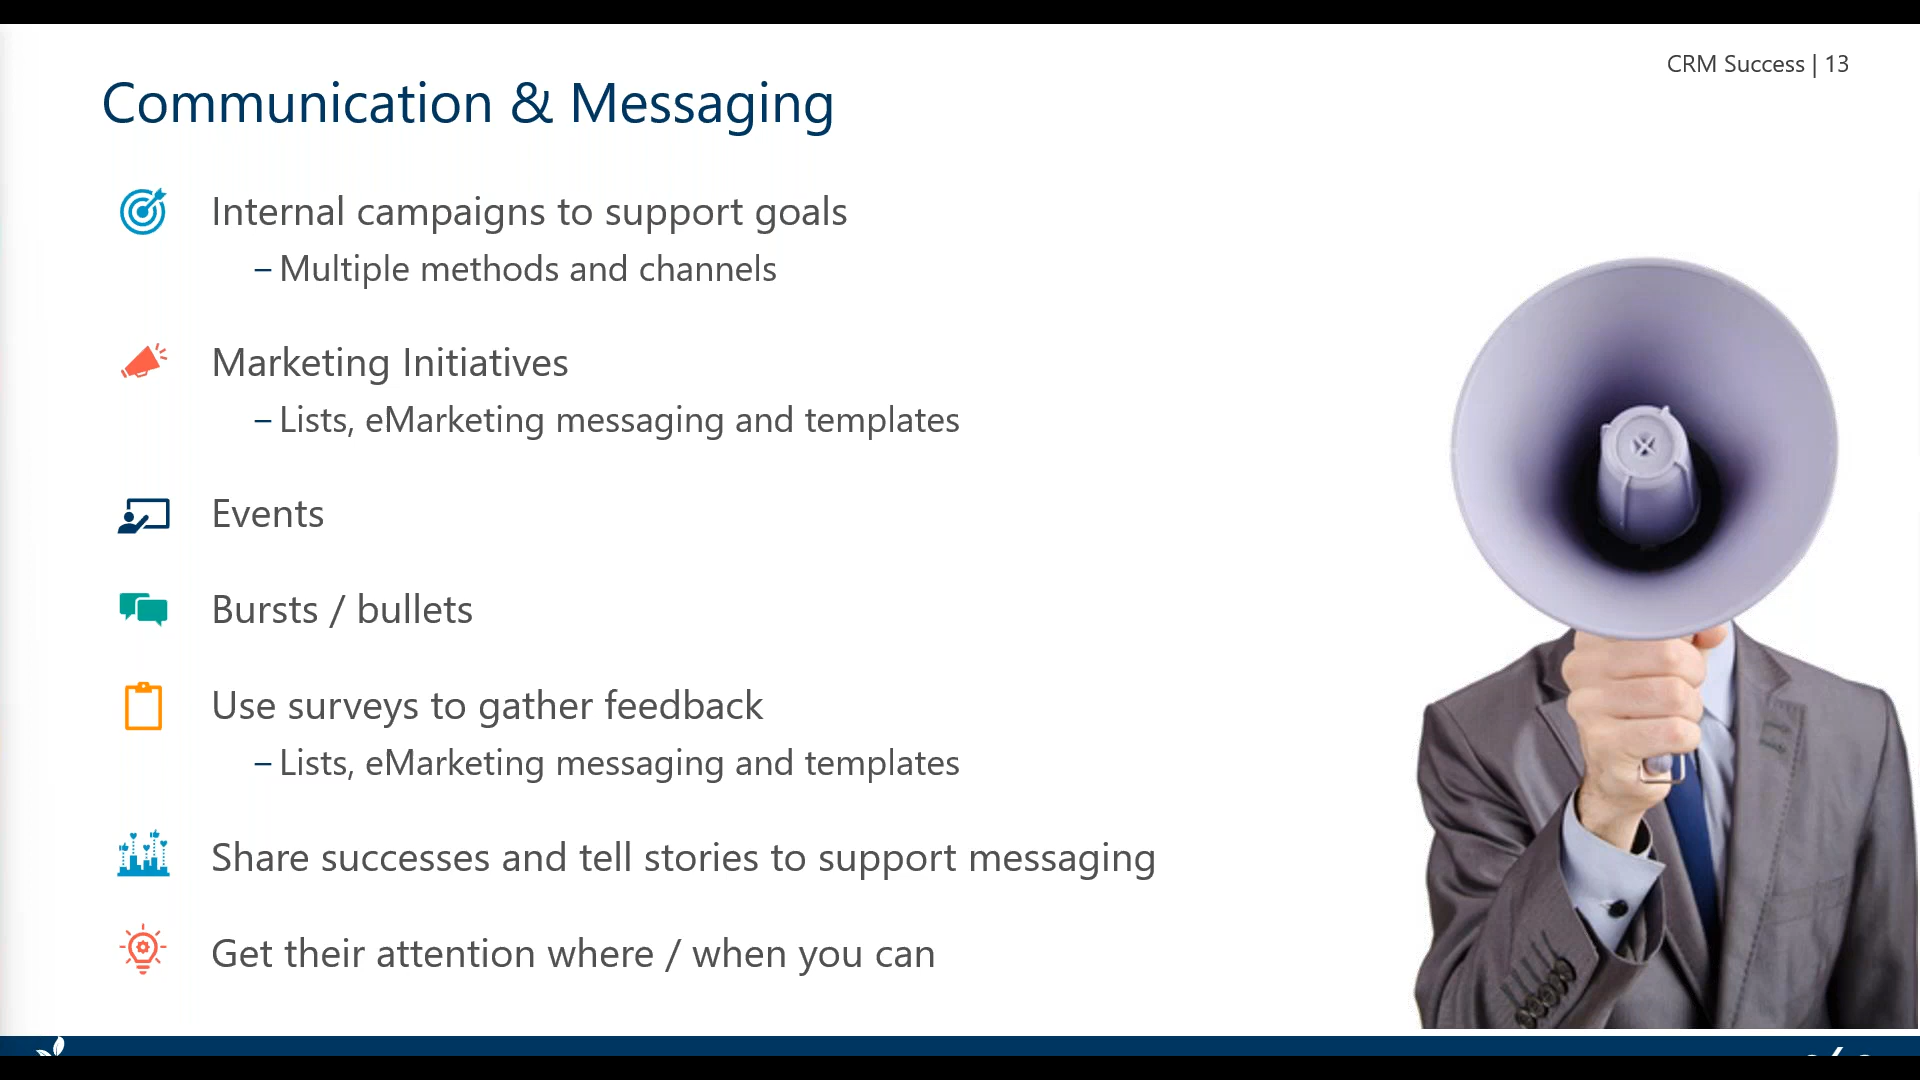 CRM Success | 13
Communication & Messaging
Internal campaigns to support goals
– Multiple methods and channels
Marketing Initiatives
– Lists, eMarketing messaging and templates
Events
Bursts / bullets
Use surveys to gather feedback
– Lists, eMarketing messaging and templates
Share successes and tell stories to support messaging
Get their attention where / when you can